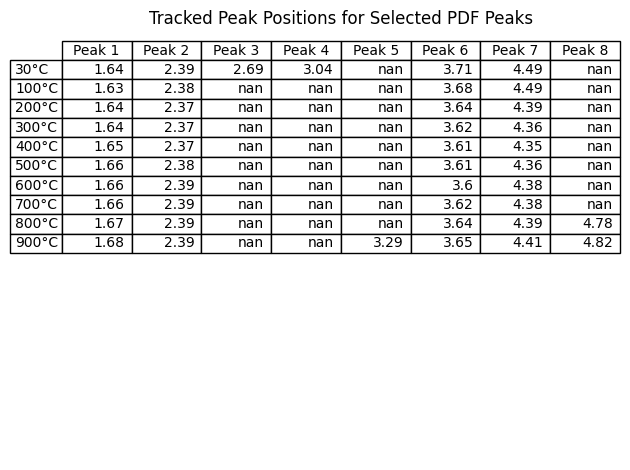 Tracked Peak Positions for Selected PDF Peaks
Peak 1 Peak 2 Peak 3 Peak 4 Peak 5 Peak 6 Peak 7 Peak 8
30°C 1.64 2.39 2.69 3.04 nan 3.71 4.49 nan
100°C 1.63 2.38 nan nan nan 3.68 4.49 nan
200°C 1.64 2.37 nan nan nan 3.64 4.39 nan
300°C 1.64 2.37 nan nan nan 3.62 4.36 nan
400°C 1.65 2.37 nan nan nan 3.61 4.35 nan
500°C 1.66 2.38 nan nan nan 3.61 4.36 nan
600°C 1.66 2.39 nan nan nan 3.6 4.38 nan
700°C 1.66 2.39 nan nan nan 3.62 4.38 nan
800°C 1.67 2.39 nan nan nan 3.64 4.39 4.78
900°C 1.68 2.39 nan nan 3.29 3.65 4.41 4.82